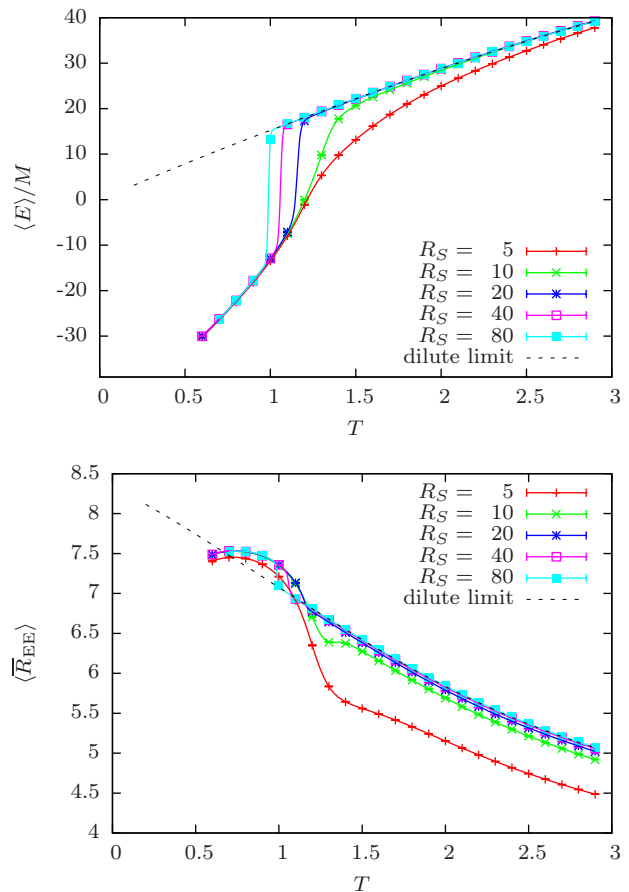 40
30
20
10
0
-10
-20
-30
⟨E⟩/M
R_S = 5
R_S = 10
R_S = 20
R_S = 40
R_S = 80
dilute limit
0 0.5 1 1.5 2 2.5 3
T
8.5
8
7.5
7
6.5
6
5.5
5
4.5
4
⟨R̅_EE⟩
R_S = 5
R_S = 10
R_S = 20
R_S = 40
R_S = 80
dilute limit
0 0.5 1 1.5 2 2.5 3
T